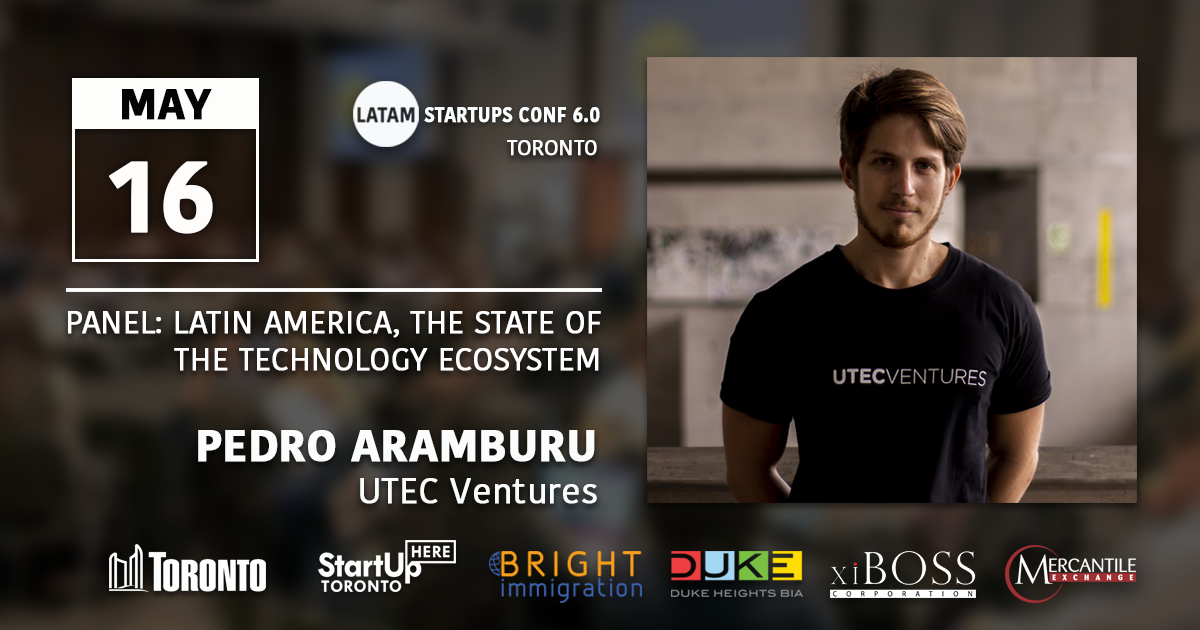 MAY
16
LATAM STARTUPS CONF 6.0
TORONTO
PANEL: LATIN AMERICA, THE STATE OF
THE TECHNOLOGY ECOSYSTEM
PEDRO ARAMBURU
UTEC Ventures
UTECVENTURES
TORONTO
StartUp HERE
TORONTO
BRIGHT
immigration
DUKE
DUKE HEIGHTS BIA
xiBOSS
CORPORATION
MERCANTILE
EXCHANGE